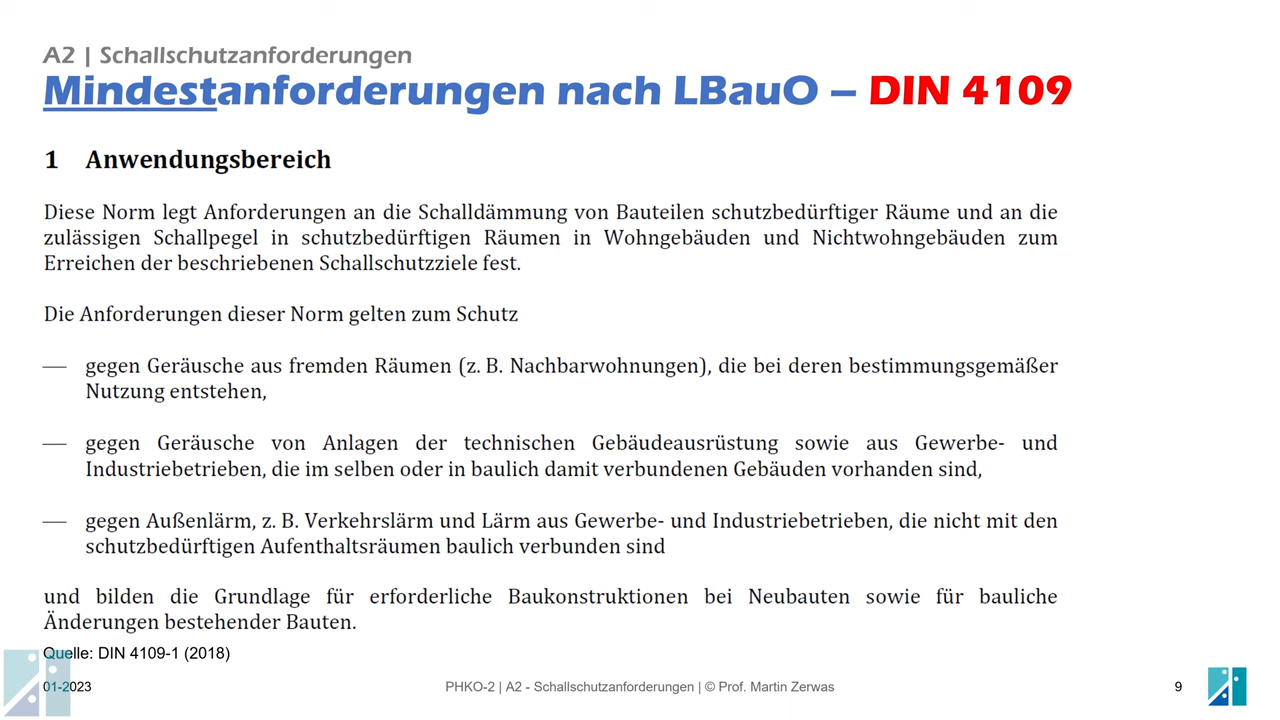 A2 | Schallschutzanforderungen
Mindestanforderungen nach LBauO – DIN 4109
1 Anwendungsbereich
Diese Norm legt Anforderungen an die Schalldämmung von Bauteilen schutzbedürftiger Räume und an die
zulässigen Schallpegel in schutzbedürftigen Räumen in Wohngebäuden und Nichtwohngebäuden zum
Erreichen der beschriebenen Schallschutzziele fest.
Die Anforderungen dieser Norm gelten zum Schutz
— gegen Geräusche aus fremden Räumen (z. B. Nachbarwohnungen), die bei deren bestimmungsgemäßer
Nutzung entstehen,
— gegen Geräusche von Anlagen der technischen Gebäudeausrüstung sowie aus Gewerbe- und
Industriebetrieben, die im selben oder in baulich damit verbundenen Gebäuden vorhanden sind,
— gegen Außenlärm, z. B. Verkehrslärm und Lärm aus Gewerbe- und Industriebetrieben, die nicht mit den
schutzbedürftigen Aufenthaltsräumen baulich verbunden sind
und bilden die Grundlage für erforderliche Baukonstruktionen bei Neubauten sowie für bauliche
Änderungen bestehender Bauten.
Quelle: DIN 4109-1 (2018)
01-2023
PHKO-2 | A2 - Schallschutzanforderungen | © Prof. Martin Zerwas
9